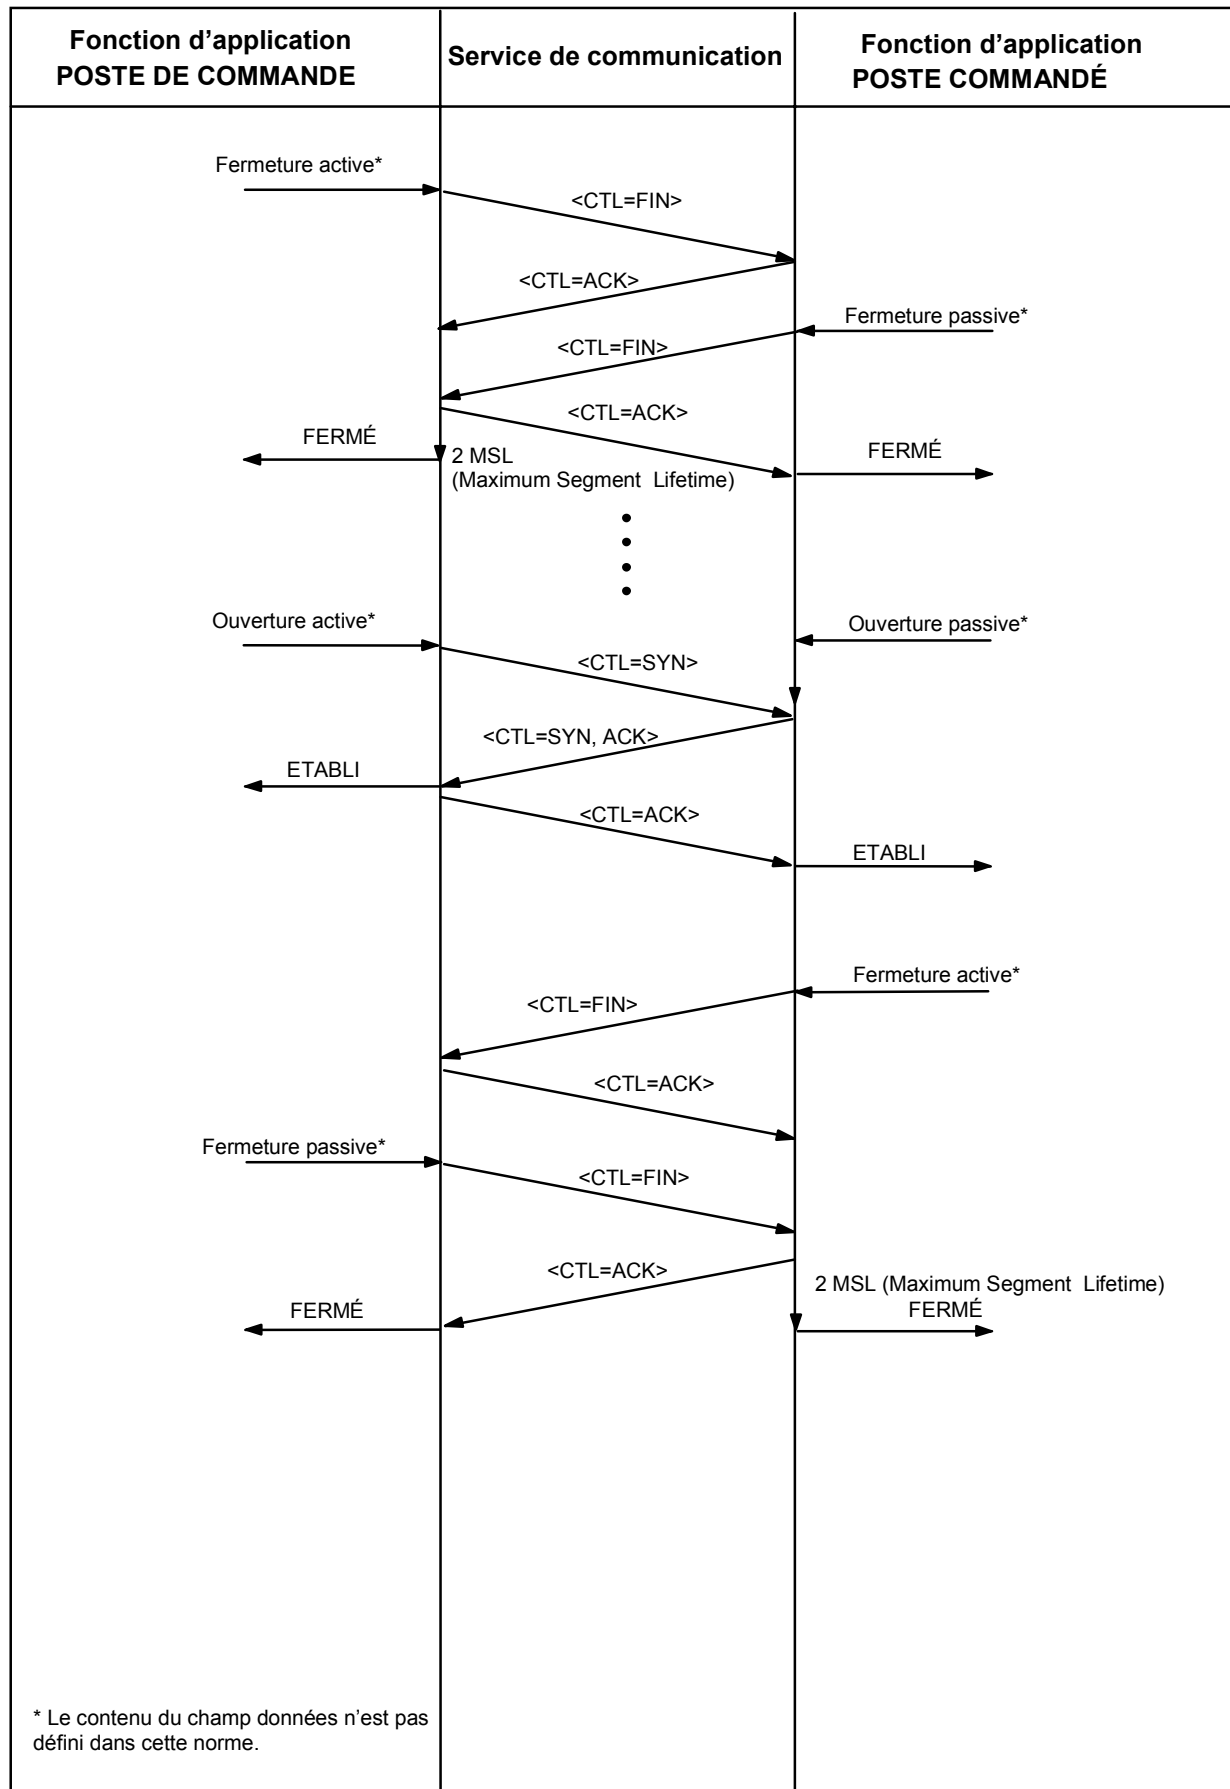 Fonction d'application
POSTE DE COMMANDE
Service de communication
Fonction d'application
POSTE COMMANDÉ
Fermeture active*
<CTL=FIN>
<CTL=ACK>
Fermeture passive*
<CTL=FIN>
<CTL=ACK>
FERMÉ
2 MSL
(Maximum Segment Lifetime)
FERMÉ
Ouverture active*
Ouverture passive*
<CTL=SYN>
<CTL=SYN, ACK>
ETABLI
<CTL=ACK>
ETABLI
Fermeture active*
<CTL=FIN>
<CTL=ACK>
Fermeture passive*
<CTL=FIN>
<CTL=ACK>
2 MSL (Maximum Segment Lifetime)
FERMÉ
FERMÉ
* Le contenu du champ données n'est pas
défini dans cette norme.